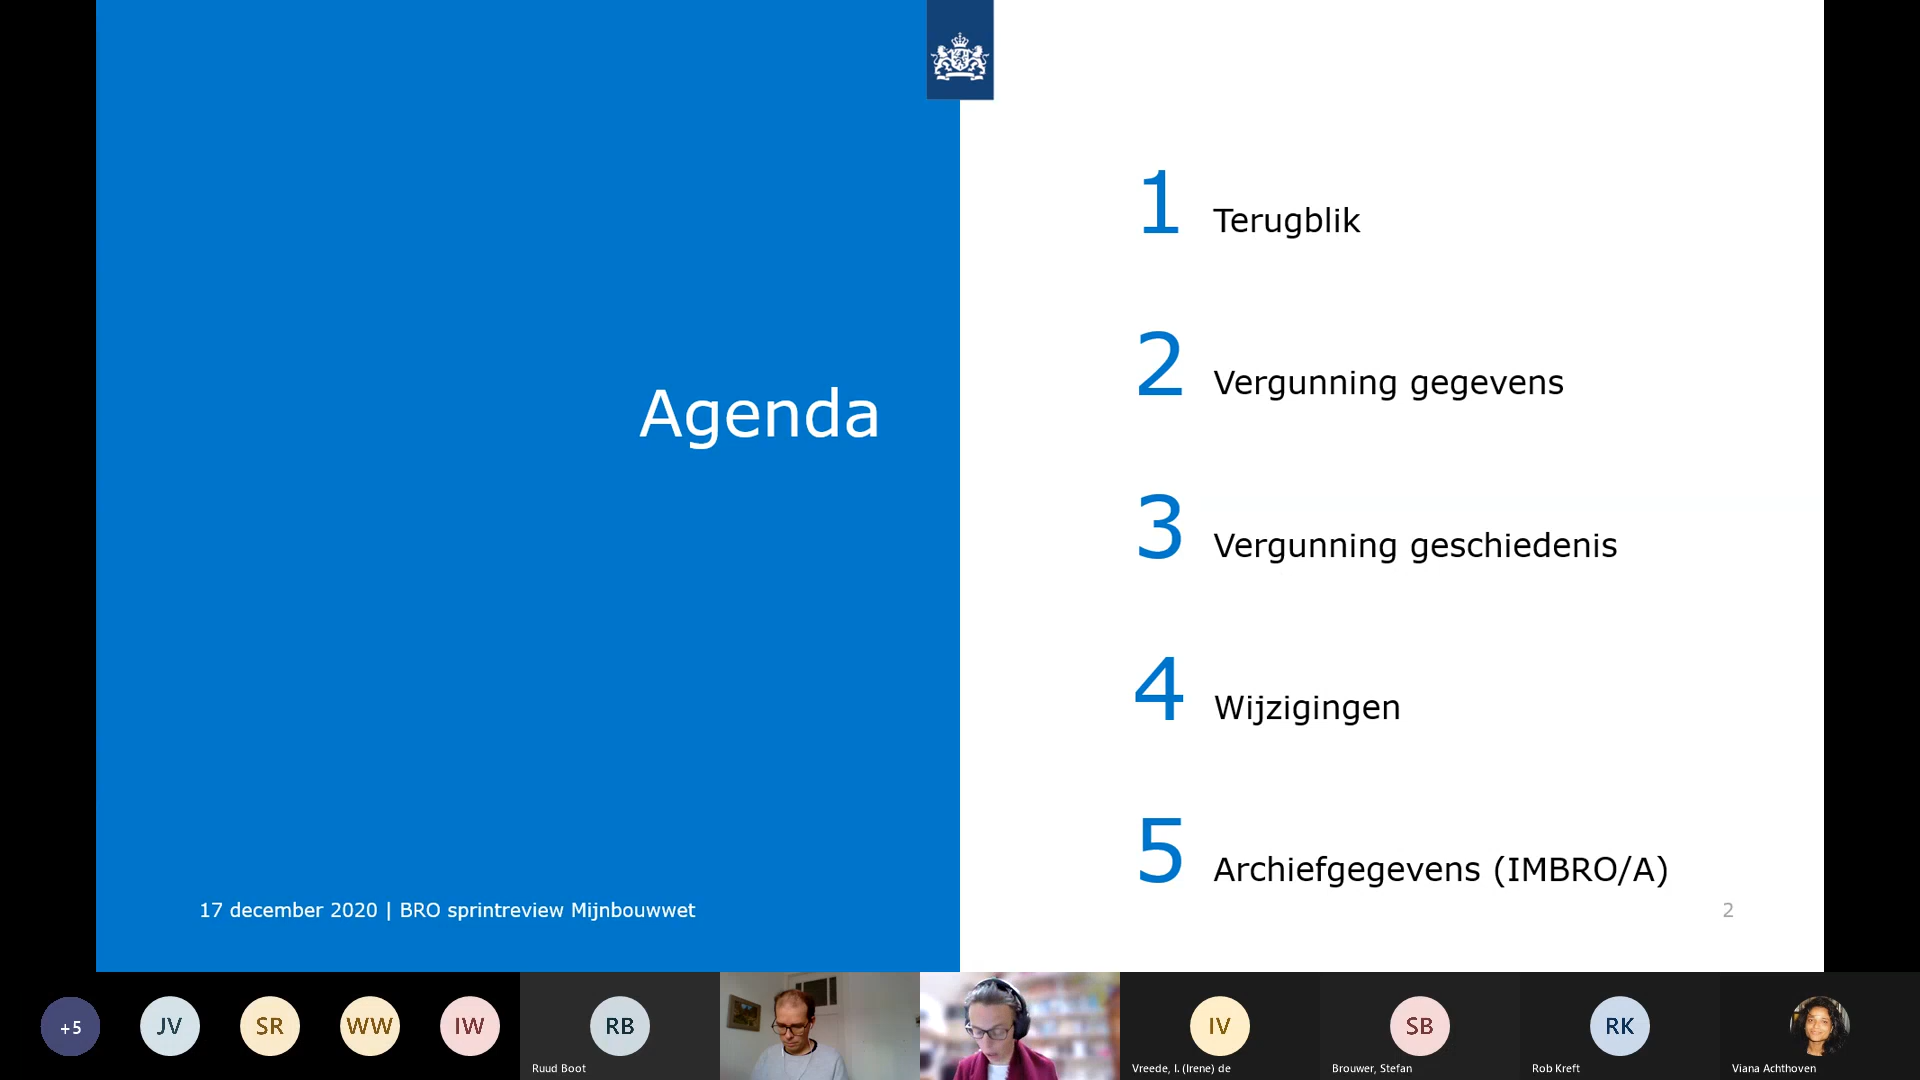 Agenda
1 Terugblik
2 Vergunning gegevens
3 Vergunning geschiedenis
4 Wijzigingen
5 Archiefgegevens (IMBRO/A)
17 december 2020 | BRO sprintreview Mijnbouwwet
2
+5
JV
SR
WW
IW
RB
Ruud Boot
IV
Vreede, I. (Irene) de
SB
Brouwer, Stefan
RK
Rob Kreft
Viana Achthoven